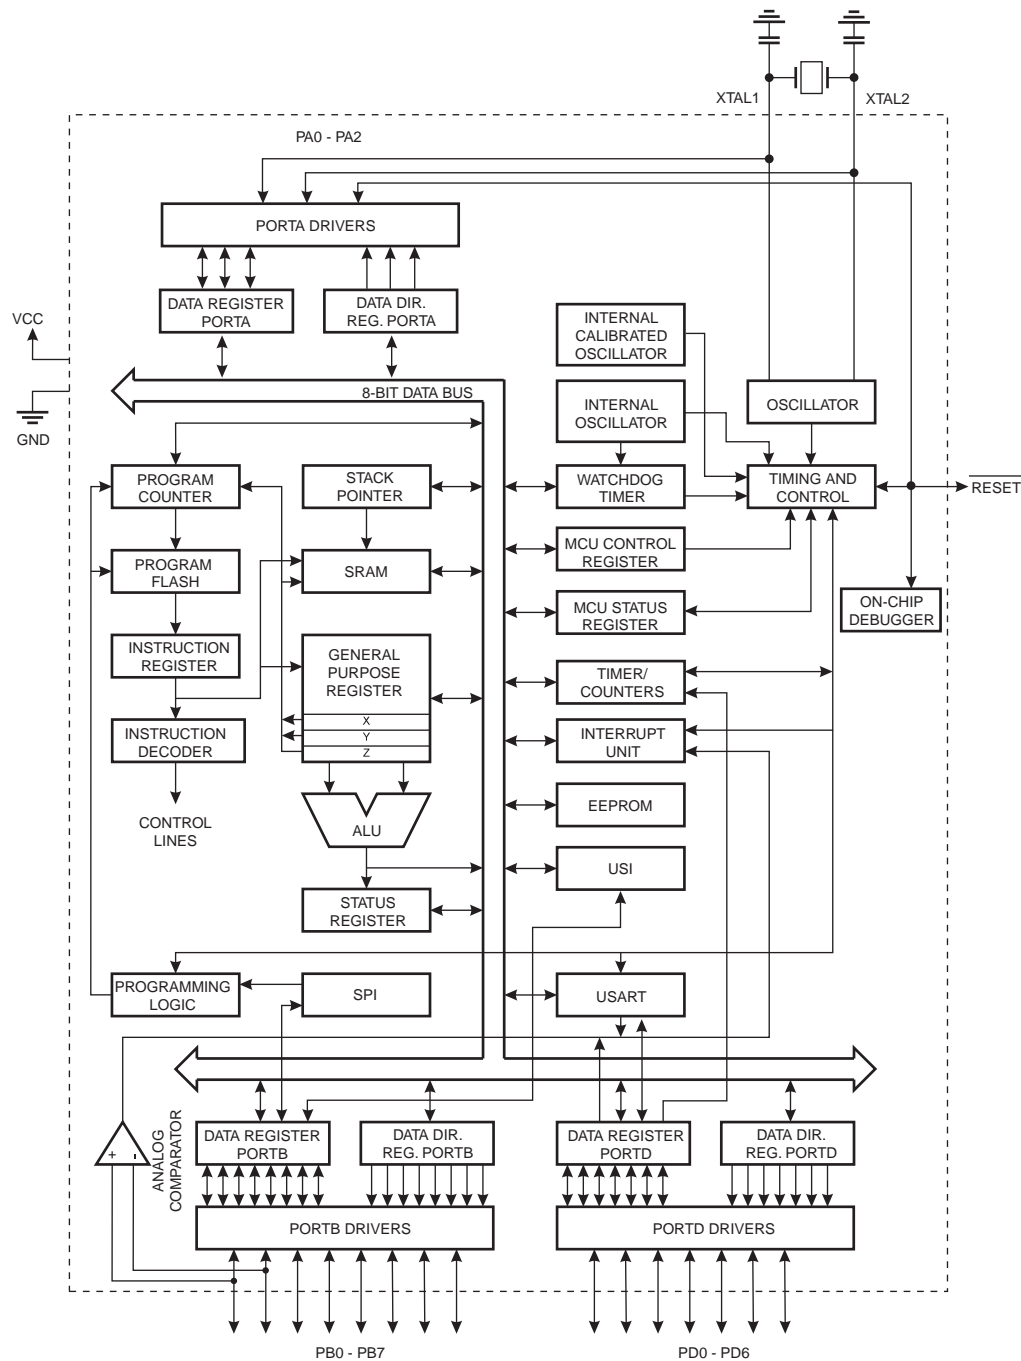 XTAL1
XTAL2
PA0 - PA2
PORTA DRIVERS
DATA REGISTER
PORTA
DATA DIR.
REG. PORTA
VCC
GND
INTERNAL
CALIBRATED
OSCILLATOR
8-BIT DATA BUS
INTERNAL
OSCILLATOR
OSCILLATOR
PROGRAM
COUNTER
STACK
POINTER
WATCHDOG
TIMER
TIMING AND
CONTROL
RESET
PROGRAM
FLASH
SRAM
MCU CONTROL
REGISTER
ON-CHIP
DEBUGGER
MCU STATUS
REGISTER
INSTRUCTION
REGISTER
GENERAL
PURPOSE
REGISTER
X
Y
Z
TIMER/
COUNTERS
INSTRUCTION
DECODER
INTERRUPT
UNIT
CONTROL
LINES
ALU
EEPROM
USI
STATUS
REGISTER
PROGRAMMING
LOGIC
SPI
USART
+
-
ANALOG
COMPARATOR
DATA REGISTER
PORTB
DATA DIR.
REG. PORTB
DATA REGISTER
PORTD
DATA DIR.
REG. PORTD
PORTB DRIVERS
PORTD DRIVERS
PB0 - PB7
PD0 - PD6